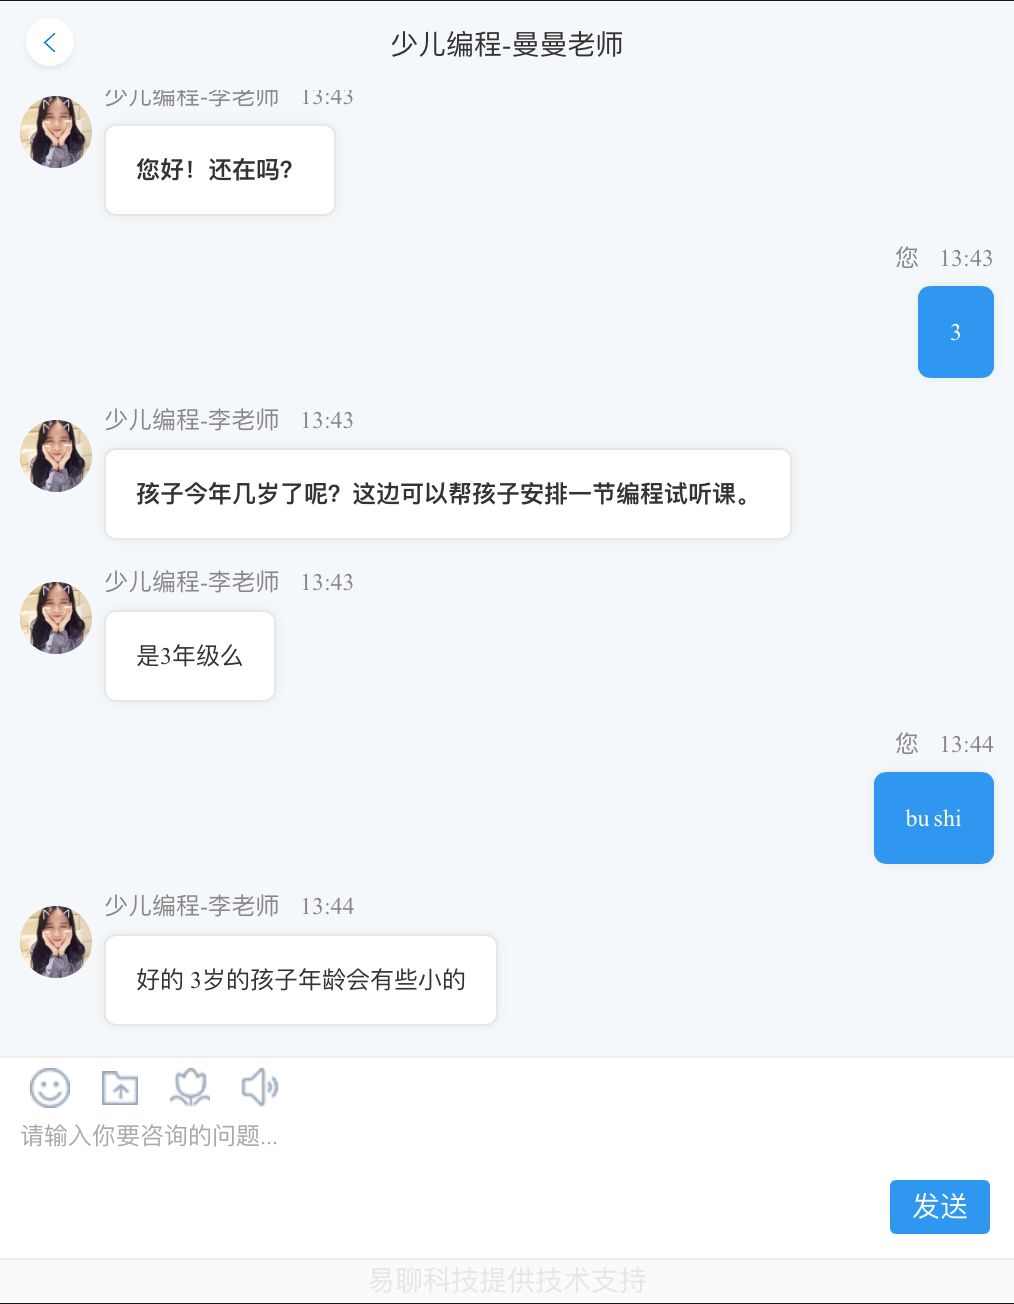 少儿编程-曼曼老师
少儿编程-李老师 13:43
您好！还在吗?
您 13:43
3
少儿编程-李老师 13:43
孩子今年几岁了呢？这边可以帮孩子安排一节编程试听课。
少儿编程-李老师 13:43
是3年级么
您 13:44
bu shi
少儿编程-李老师 13:44
好的 3岁的孩子年龄会有些小的
请输入你要咨询的问题...
发送
易聊科技提供技术支持